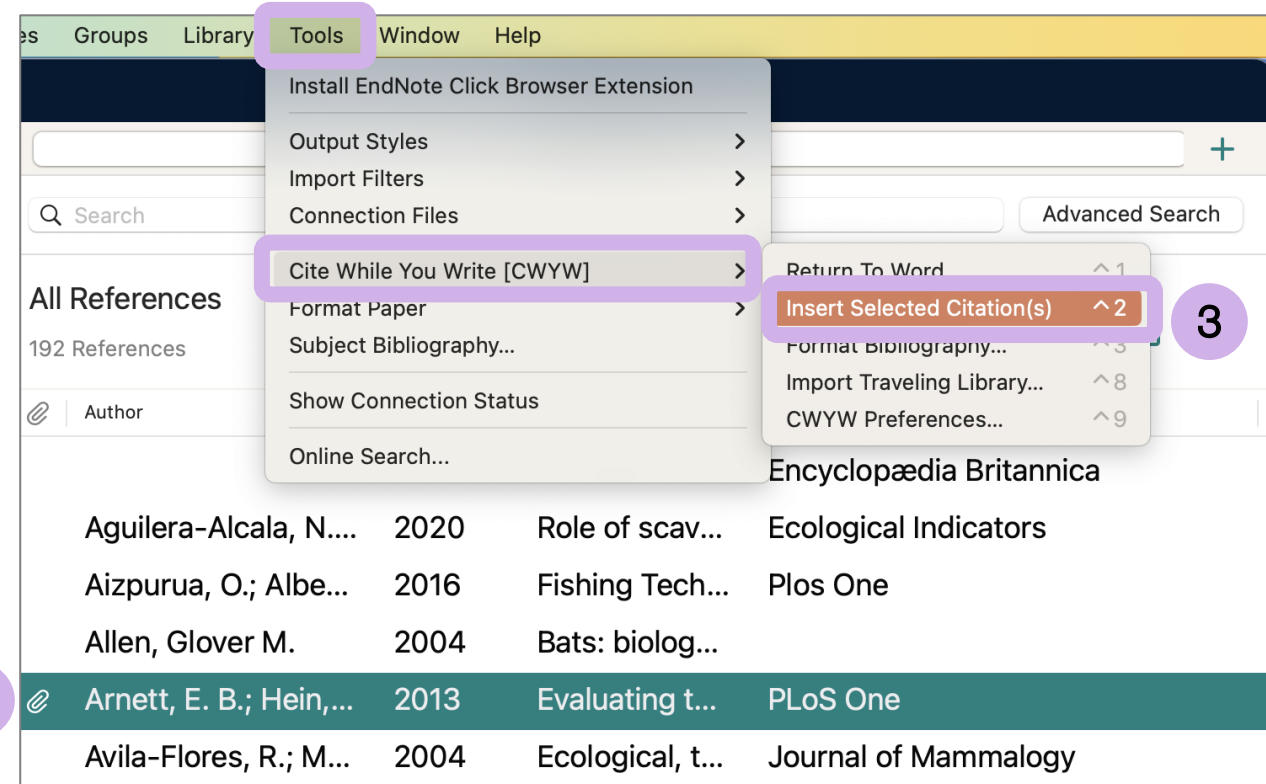 es Groups Library Tools Window Help
Install EndNote Click Browser Extension
Output Styles
Import Filters
Connection Files
Search
Advanced Search
Cite While You Write [CWYW]
Return To Word ^1
Insert Selected Citation(s) ^2
3
Format Bibliography... ^3
Import Traveling Library... ^8
CWYW Preferences... ^9
Format Paper
Subject Bibliography...
Show Connection Status
Online Search...
All References
192 References
Author
Encyclopædia Britannica
Aguilera-Alcala, N.... 2020 Role of scav... Ecological Indicators
Aizpurua, O.; Albe... 2016 Fishing Tech... Plos One
Allen, Glover M. 2004 Bats: biolog...
Arnett, E. B.; Hein,... 2013 Evaluating t... PLoS One
Avila-Flores, R.; M... 2004 Ecological, t... Journal of Mammalogy